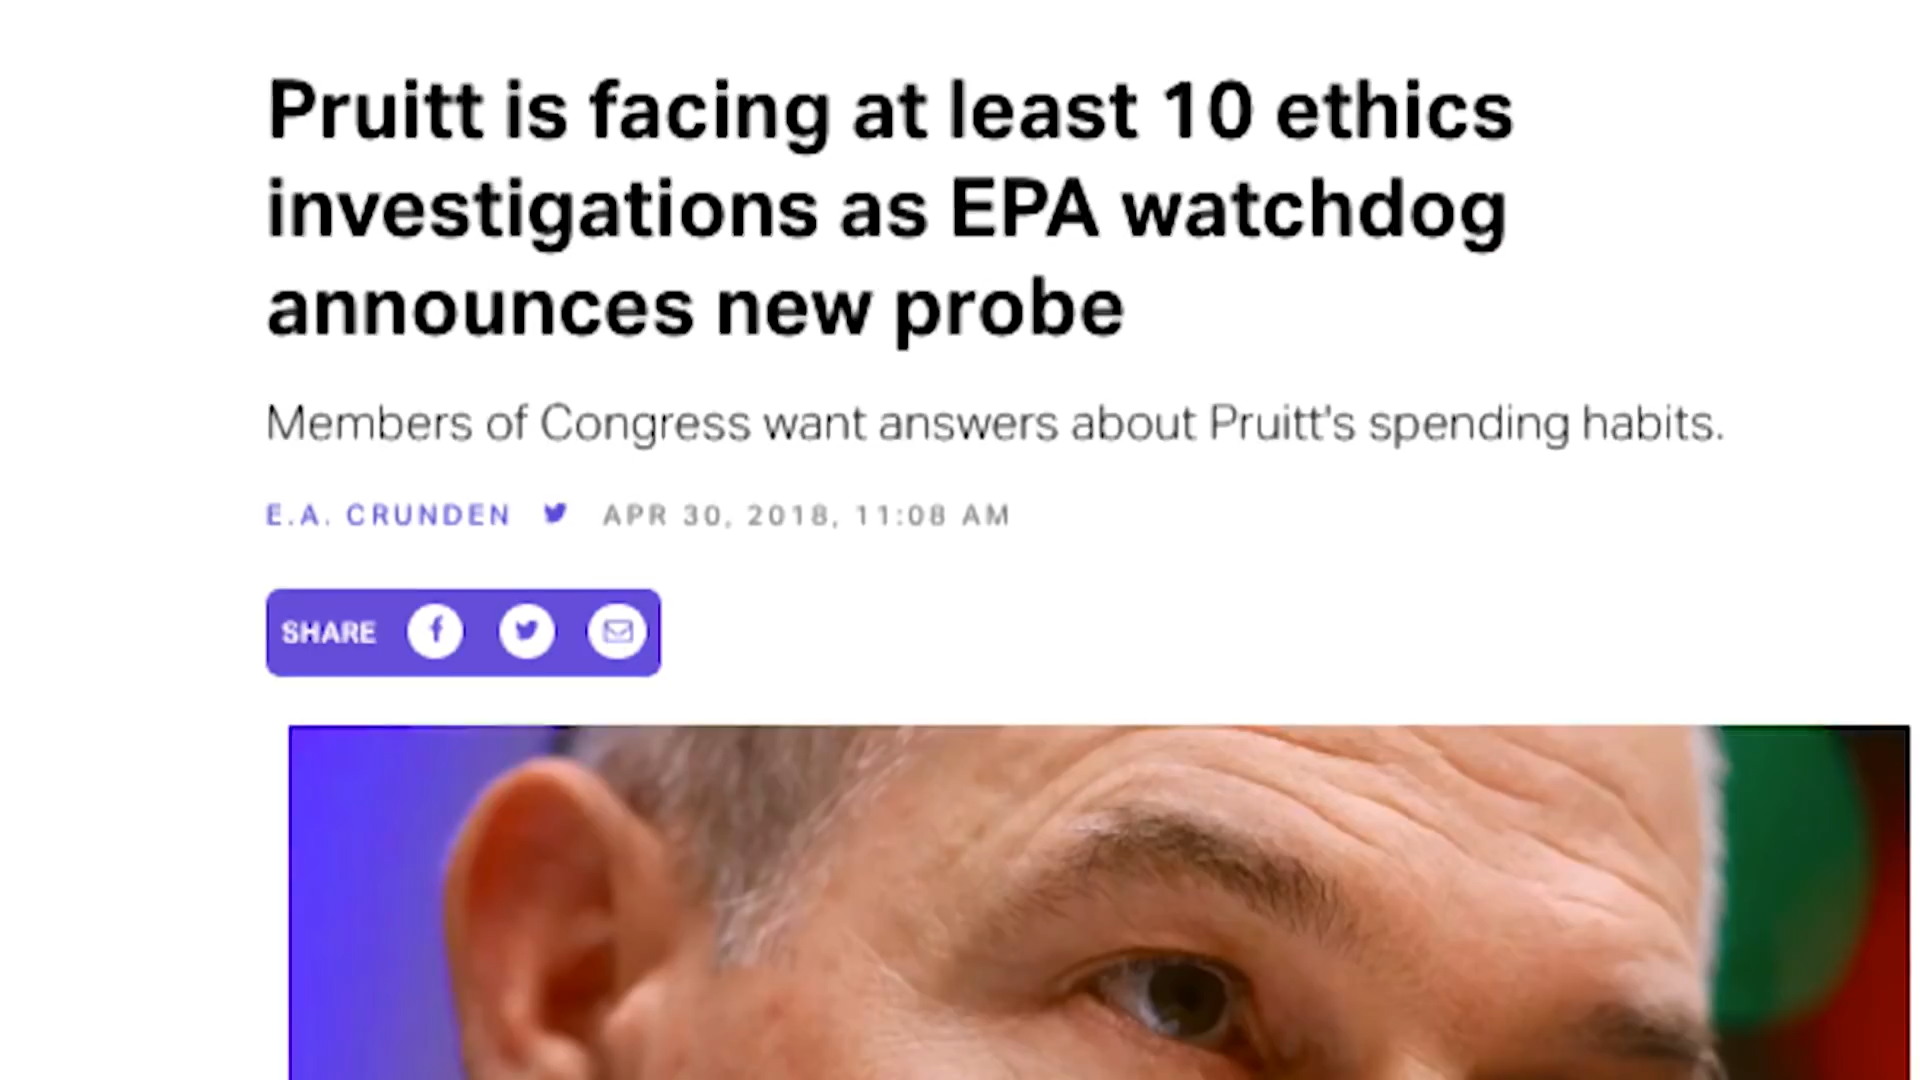 Pruitt is facing at least 10 ethics
investigations as EPA watchdog
announces new probe
Members of Congress want answers about Pruitt's spending habits.
E.A. CRUNDEN APR 30, 2018, 11:08 AM
SHARE